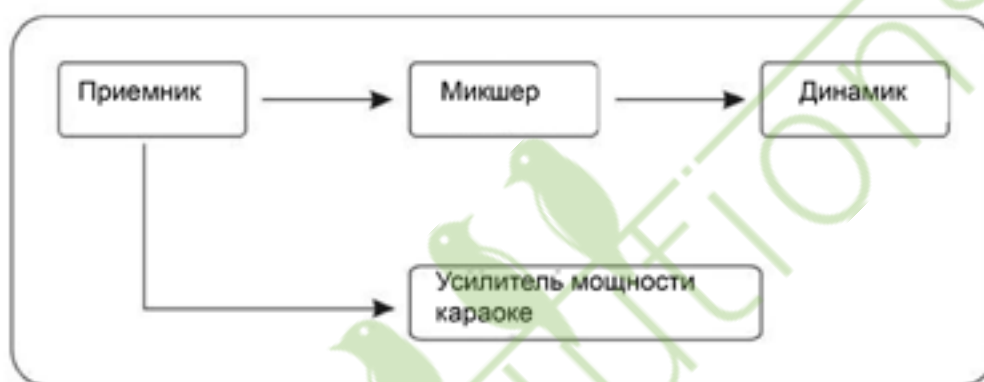 Приемник
Микшер
Динамик
Усилитель мощности
караоке